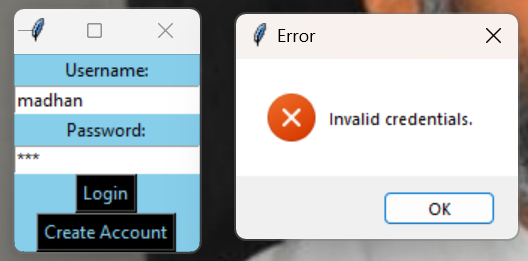 Username:
madhan
Password:
***
Login
Create Account
Error
Invalid credentials.
OK